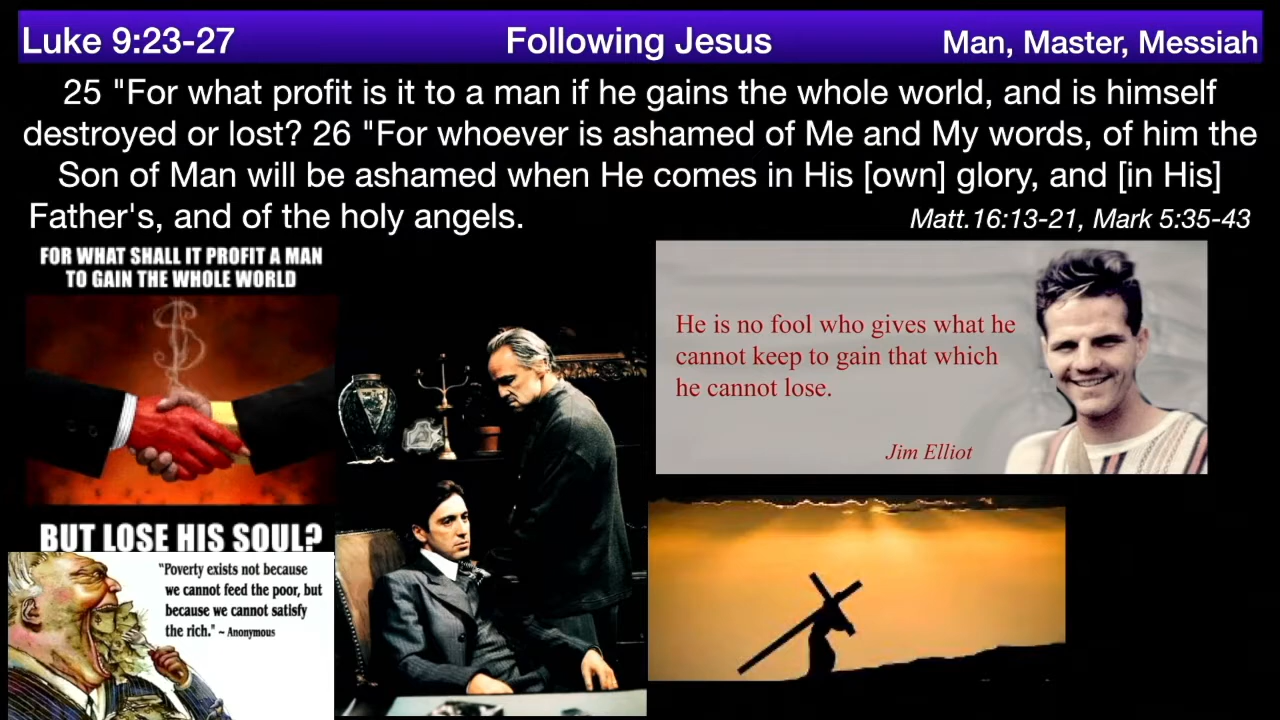 Luke 9:23-27 Following Jesus Man, Master, Messiah
25 "For what profit is it to a man if he gains the whole world, and is himself
destroyed or lost? 26 "For whoever is ashamed of Me and My words, of him the
Son of Man will be ashamed when He comes in His [own] glory, and [in His]
Father's, and of the holy angels. Matt.16:13-21, Mark 5:35-43
FOR WHAT SHALL IT PROFIT A MAN
TO GAIN THE WHOLE WORLD
BUT LOSE HIS SOUL?
"Poverty exists not because
we cannot feed the poor, but
because we cannot satisfy
the rich." ~ Anonymous
He is no fool who gives what he
cannot keep to gain that which
he cannot lose.
Jim Elliot